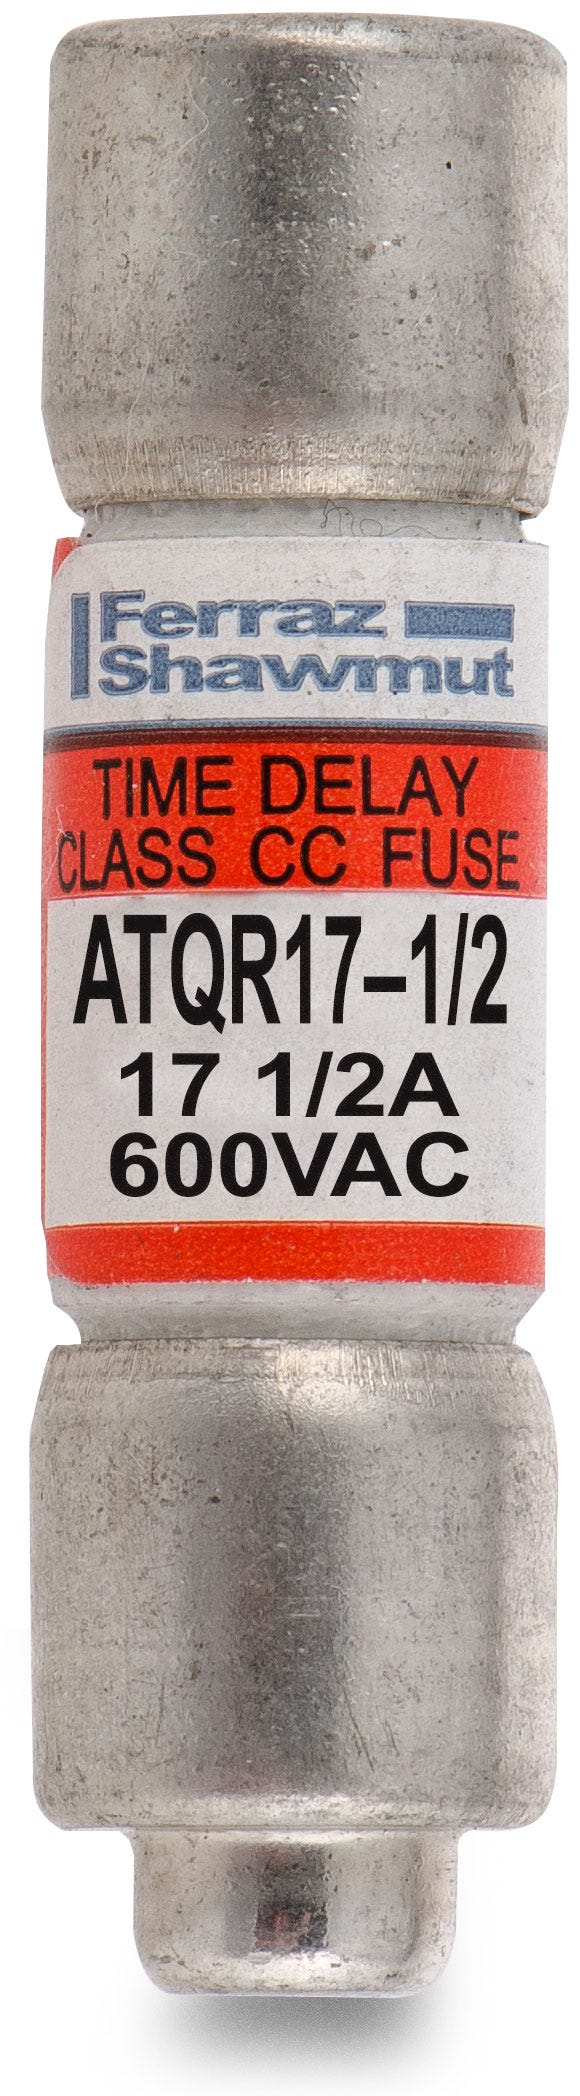 Ferraz
Shawmut
TIME DELAY
CLASS CC FUSE
ATQR17-1/2
17 1/2A
600VAC